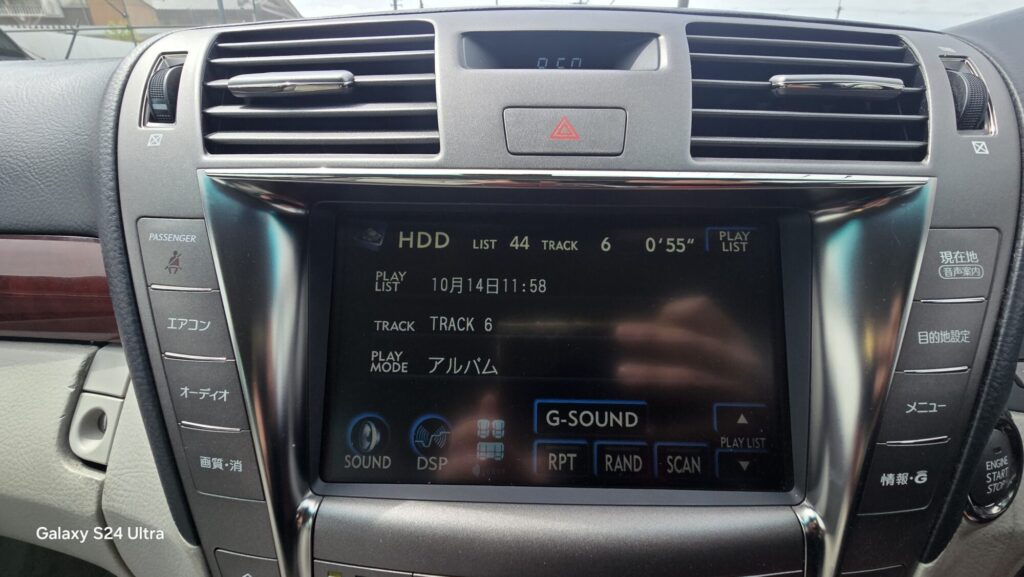 PASSENGER
エアコン
オーディオ
画質・消
HDD LIST 44 TRACK 6 0'55" PLAY LIST
PLAY LIST 10月14日11:58
TRACK TRACK 6
PLAY MODE アルバム
G-SOUND
SOUND DSP RPT RAND SCAN PLAY LIST
現在地
音声案内
目的地設定
メニュー
情報・G
ENGINE
START
STOP
Galaxy S24 Ultra